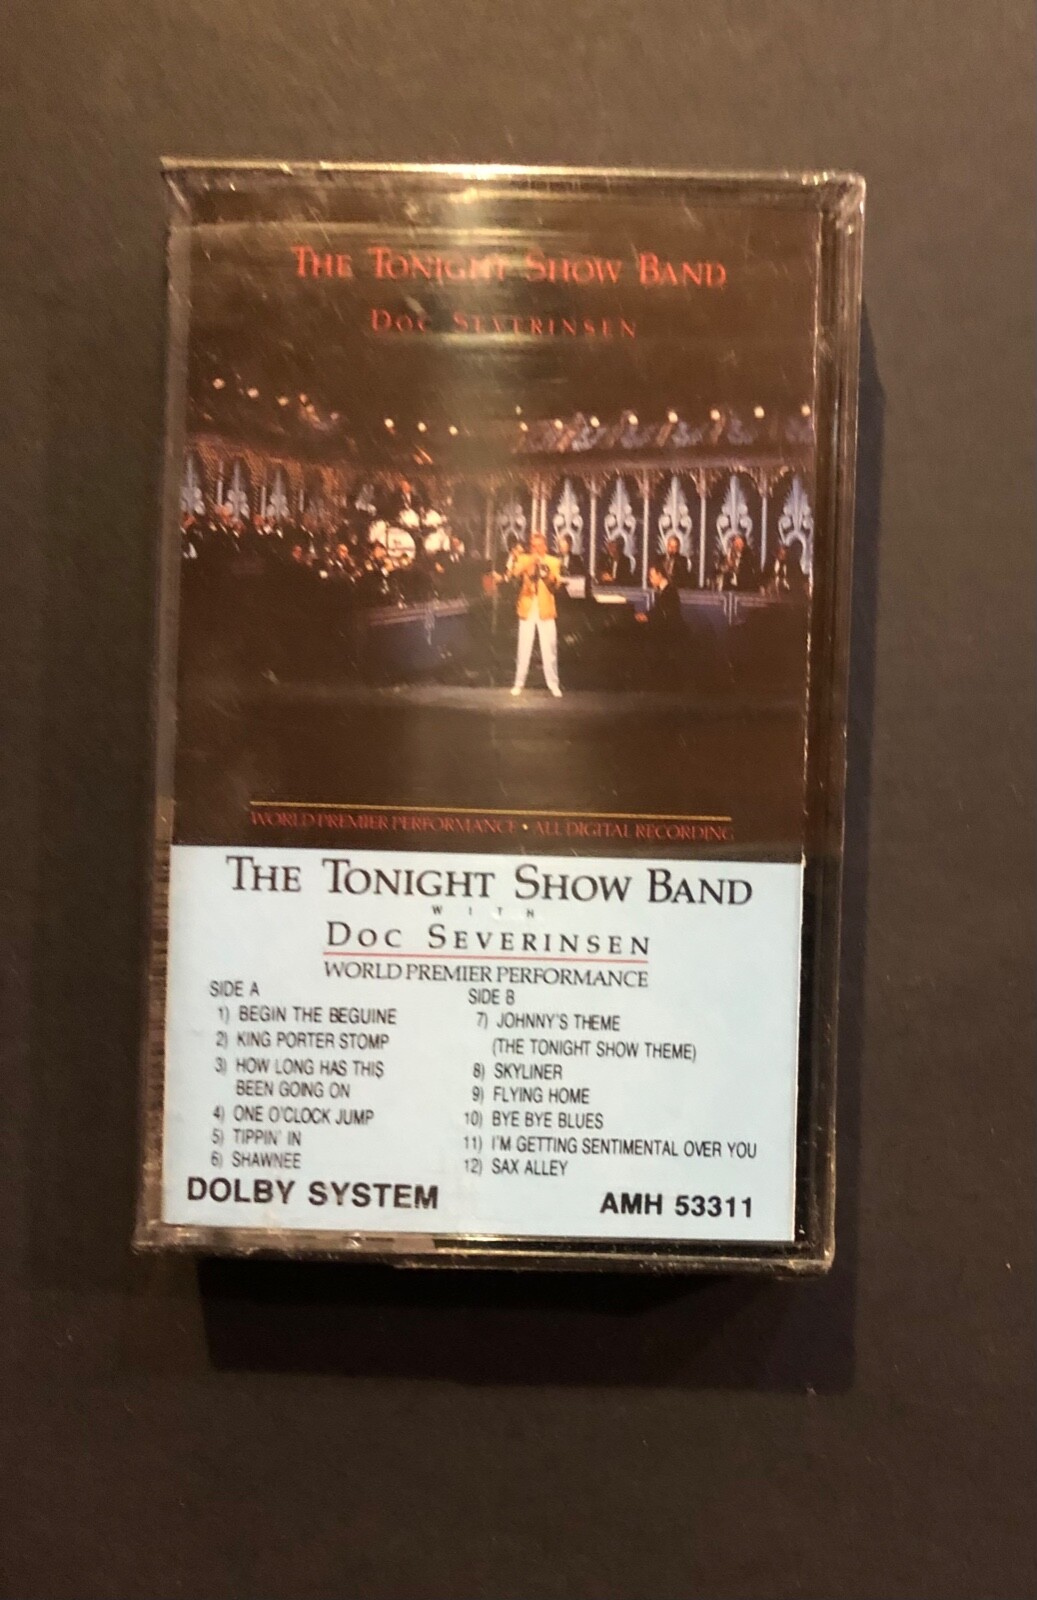 THE TONIGHT SHOW BAND
DOC SEVERINSEN
WORLD PREMIER PERFORMANCE • ALL DIGITAL RECORDING
THE TONIGHT SHOW BAND
WITH
DOC SEVERINSEN
WORLD PREMIER PERFORMANCE
SIDE A
1) BEGIN THE BEGUINE
2) KING PORTER STOMP
3) HOW LONG HAS THIS
BEEN GOING ON
4) ONE O'CLOCK JUMP
5) TIPPIN' IN
6) SHAWNEE
SIDE B
7) JOHNNY'S THEME
(THE TONIGHT SHOW THEME)
8) SKYLINER
9) FLYING HOME
10) BYE BYE BLUES
11) I'M GETTING SENTIMENTAL OVER YOU
12) SAX ALLEY
DOLBY SYSTEM
AMH 53311